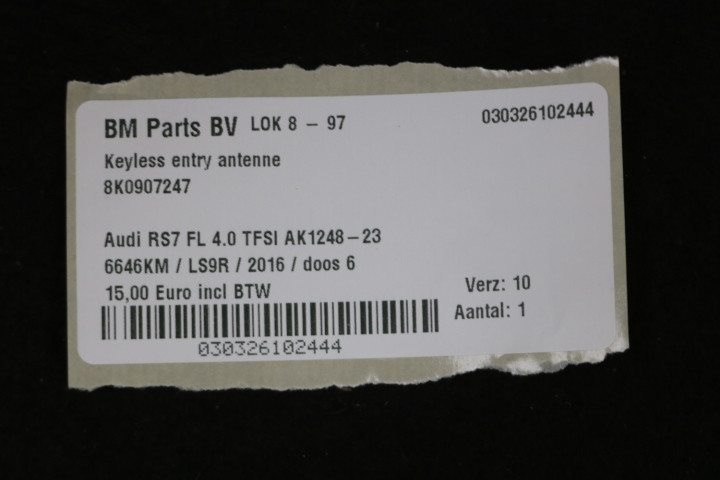 BM Parts BV LOK 8 – 97 030326102444
Keyless entry antenne
8K0907247
Audi RS7 FL 4.0 TFSI AK1248–23
6646KM / LS9R / 2016 / doos 6
15,00 Euro incl BTW Verz: 10
Aantal: 1
030326102444